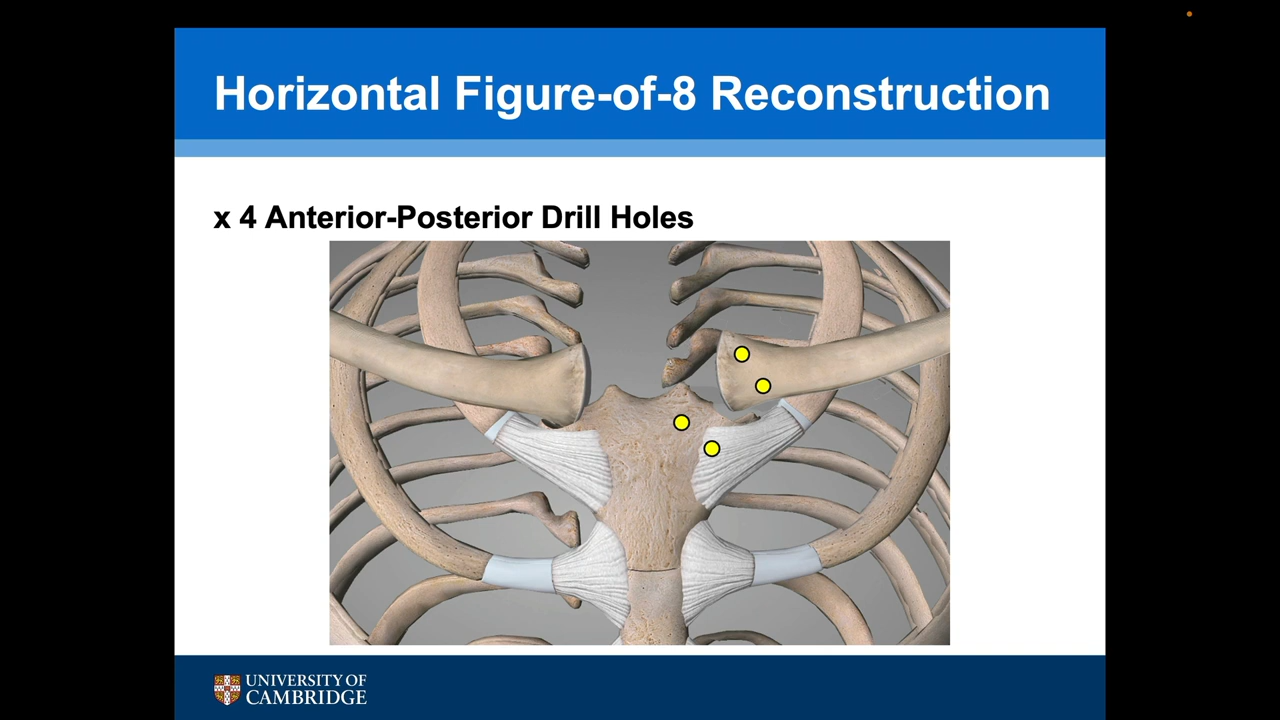 Horizontal Figure-of-8 Reconstruction
x 4 Anterior-Posterior Drill Holes
UNIVERSITY OF
CAMBRIDGE